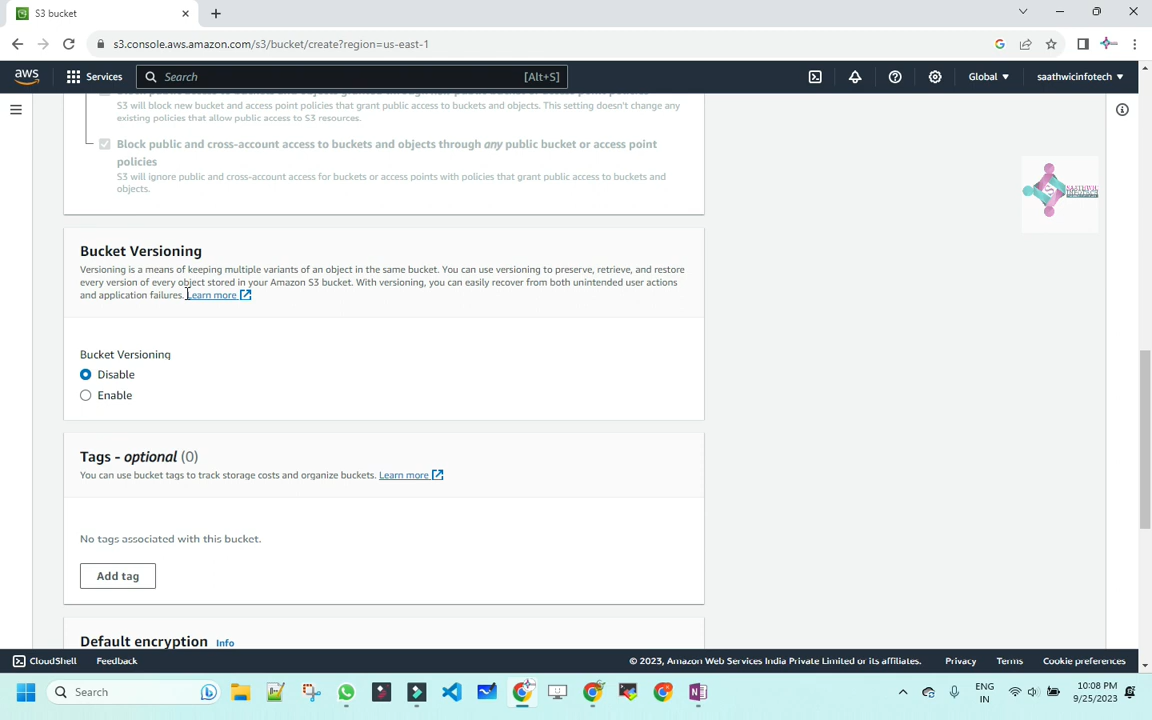 S3 bucket
s3.console.aws.amazon.com/s3/bucket/create?region=us-east-1
aws
Services
Search
[Alt+S]
Global
saathwicinfotech
S3 will block new bucket and access point policies that grant public access to buckets and objects. This setting doesn't change any
existing policies that allow public access to S3 resources.
Block public and cross-account access to buckets and objects through any public bucket or access point
policies
S3 will ignore public and cross-account access for buckets or access points with policies that grant public access to buckets and
objects.
Bucket Versioning
Versioning is a means of keeping multiple variants of an object in the same bucket. You can use versioning to preserve, retrieve, and restore
every version of every object stored in your Amazon S3 bucket. With versioning, you can easily recover from both unintended user actions
and application failures. Learn more
Bucket Versioning
Disable
Enable
Tags - optional (0)
You can use bucket tags to track storage costs and organize buckets. Learn more
No tags associated with this bucket.
Add tag
Default encryption Info
CloudShell
Feedback
© 2023, Amazon Web Services India Private Limited or its affiliates.
Privacy
Terms
Cookie preferences
Search
ENG
IN
10:08 PM
9/25/2023